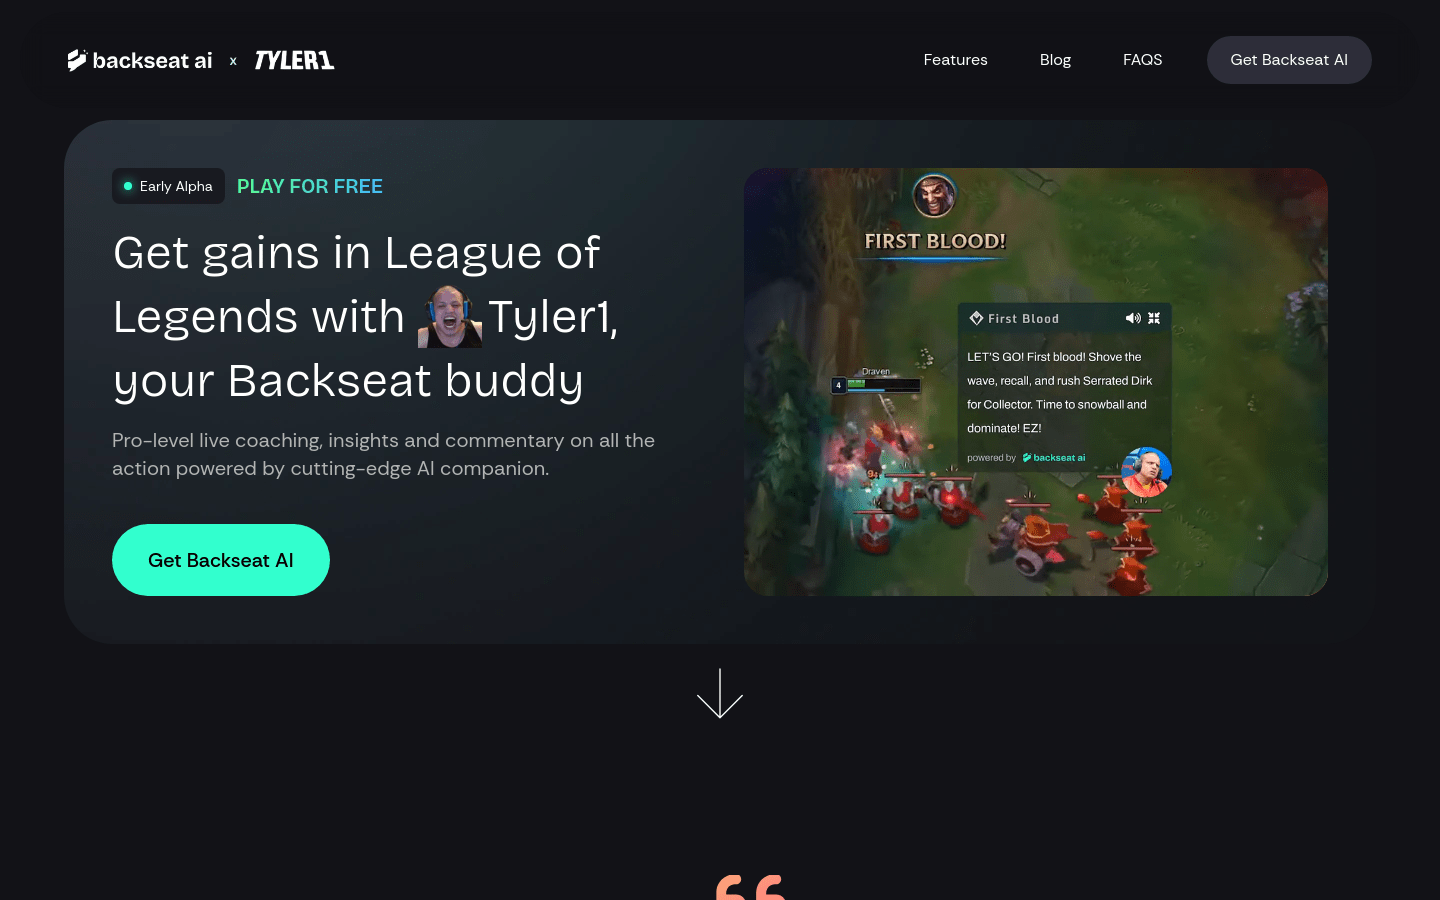 backseat ai x TYLER1
Features
Blog
FAQS
Get Backseat AI
Early Alpha
PLAY FOR FREE
Get gains in League of
Legends with Tyler1,
your Backseat buddy
Pro-level live coaching, insights and commentary on all the
action powered by cutting-edge AI companion.
Get Backseat AI
FIRST BLOOD!
First Blood
LET'S GO! First blood! Shove the
wave, recall, and rush Serrated Dirk
for Collector. Time to snowball and
dominate! EZ!
powered by backseat ai
Draven
4